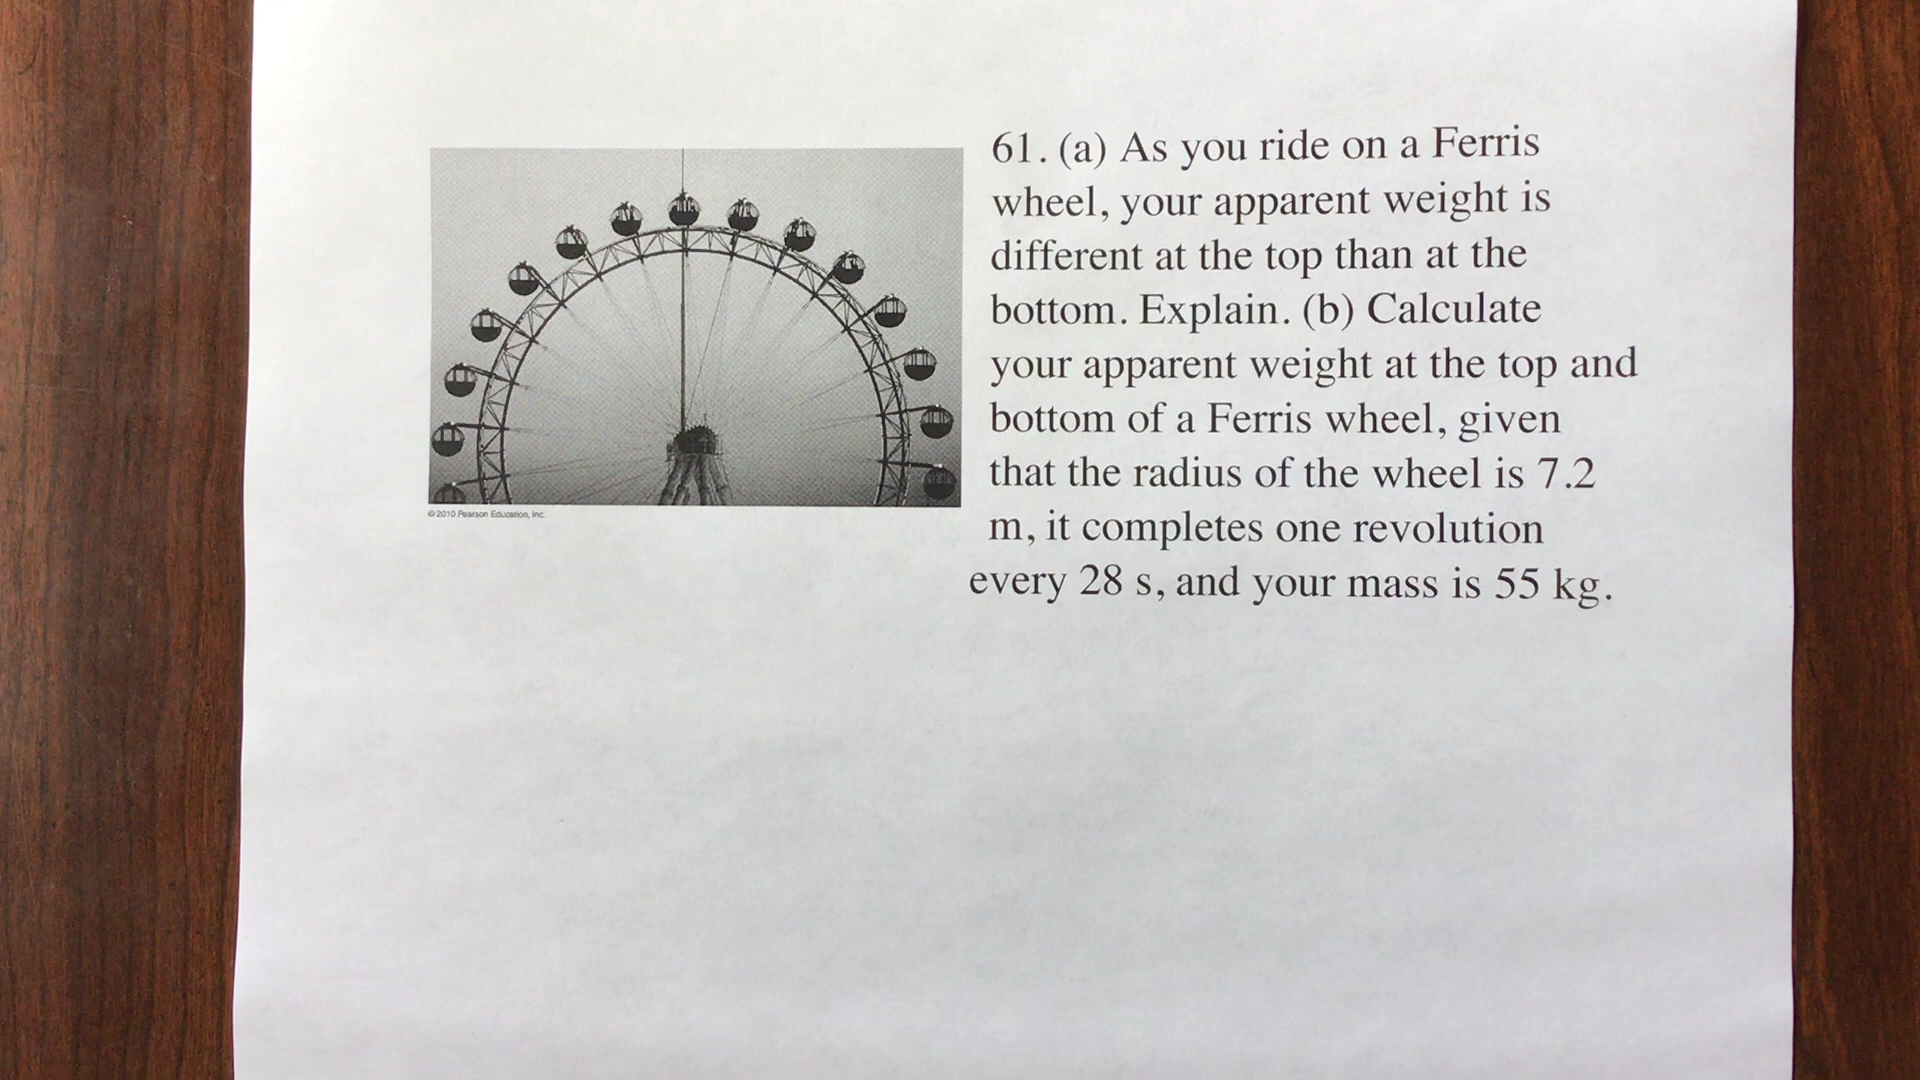 61. (a) As you ride on a Ferris
wheel, your apparent weight is
different at the top than at the
bottom. Explain. (b) Calculate
your apparent weight at the top and
bottom of a Ferris wheel, given
that the radius of the wheel is 7.2
m, it completes one revolution
every 28 s, and your mass is 55 kg.
© 2010 Pearson Education, Inc.